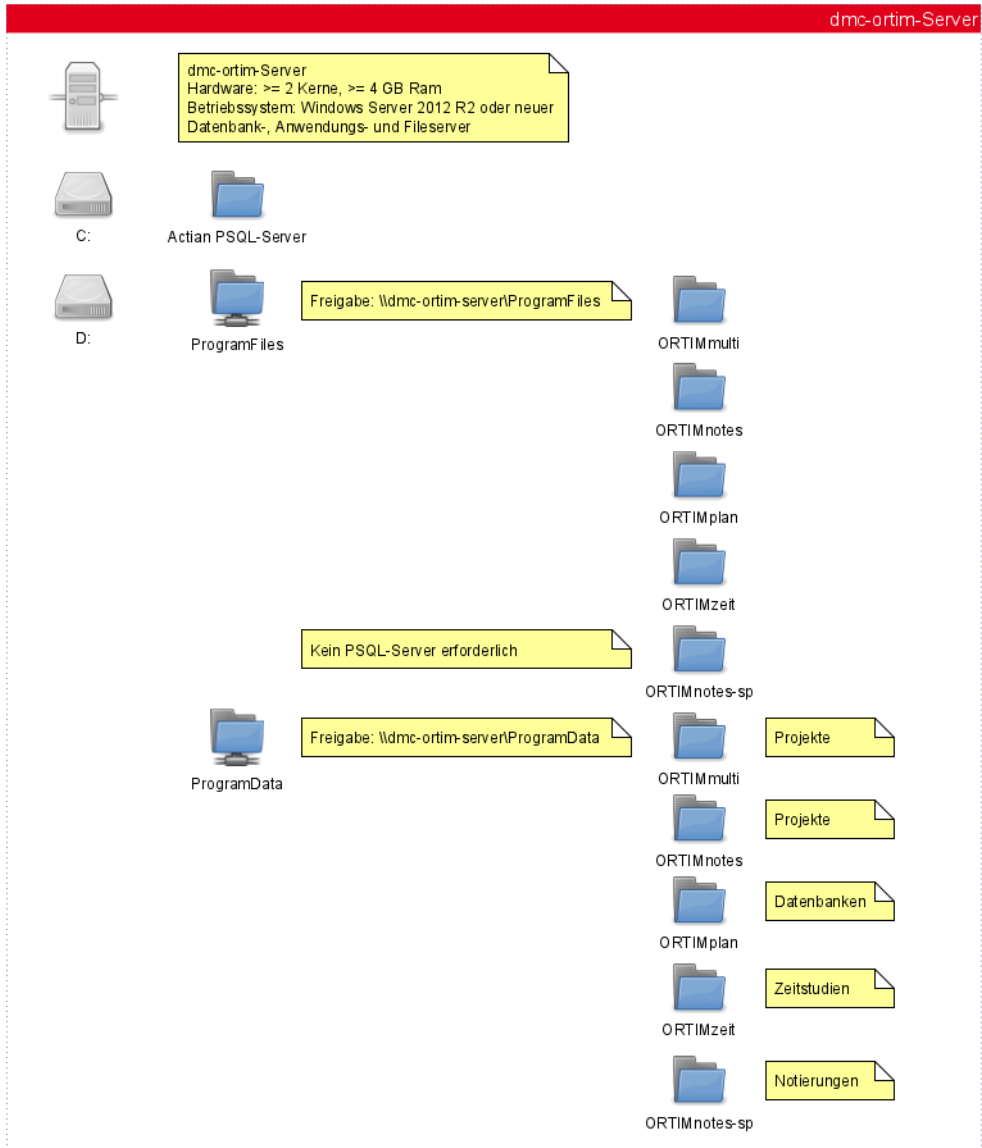 dmc-ortim-Server
dmc-ortim-Server
Hardware: >= 2 Kerne, >= 4 GB Ram
Betriebssystem: Windows Server 2012 R2 oder neuer
Datenbank-, Anwendungs- und Fileserver
C:
Actian PSQL-Server
D:
ProgramFiles
Freigabe: \\dmc-ortim-server\ProgramFiles
ORTIMmulti
ORTIMnotes
ORTIMplan
ORTIMzeit
Kein PSQL-Server erforderlich
ORTIMnotes-sp
ProgramData
Freigabe: \\dmc-ortim-server\ProgramData
ORTIMmulti
Projekte
ORTIMnotes
Projekte
ORTIMplan
Datenbanken
ORTIMzeit
Zeitstudien
ORTIMnotes-sp
Notierungen